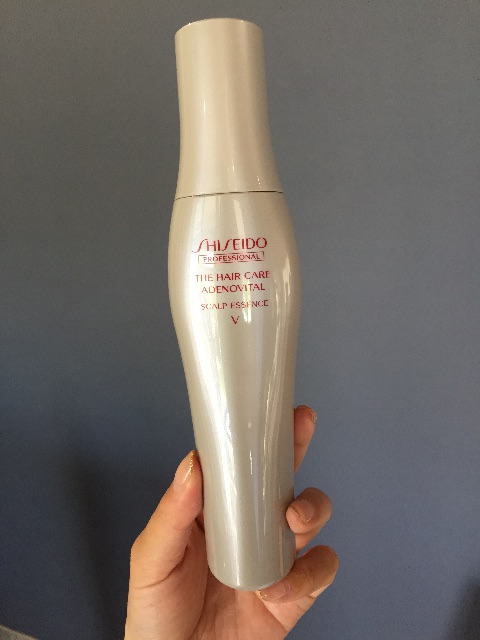 SHISEIDO
PROFESSIONAL
THE HAIR CARE
ADENOVITAL
SCALP ESSENCE
V